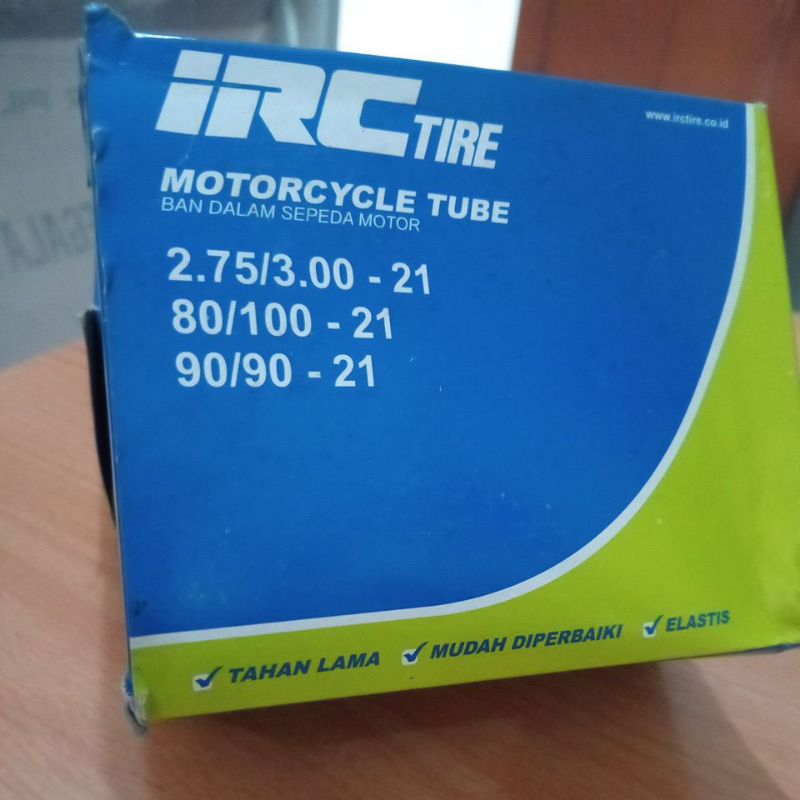 IRC TIRE
www.irctire.co.id
MOTORCYCLE TUBE
BAN DALAM SEPEDA MOTOR
2.75/3.00 - 21
80/100 - 21
90/90 - 21
TAHAN LAMA
MUDAH DIPERBAIKI
ELASTIS